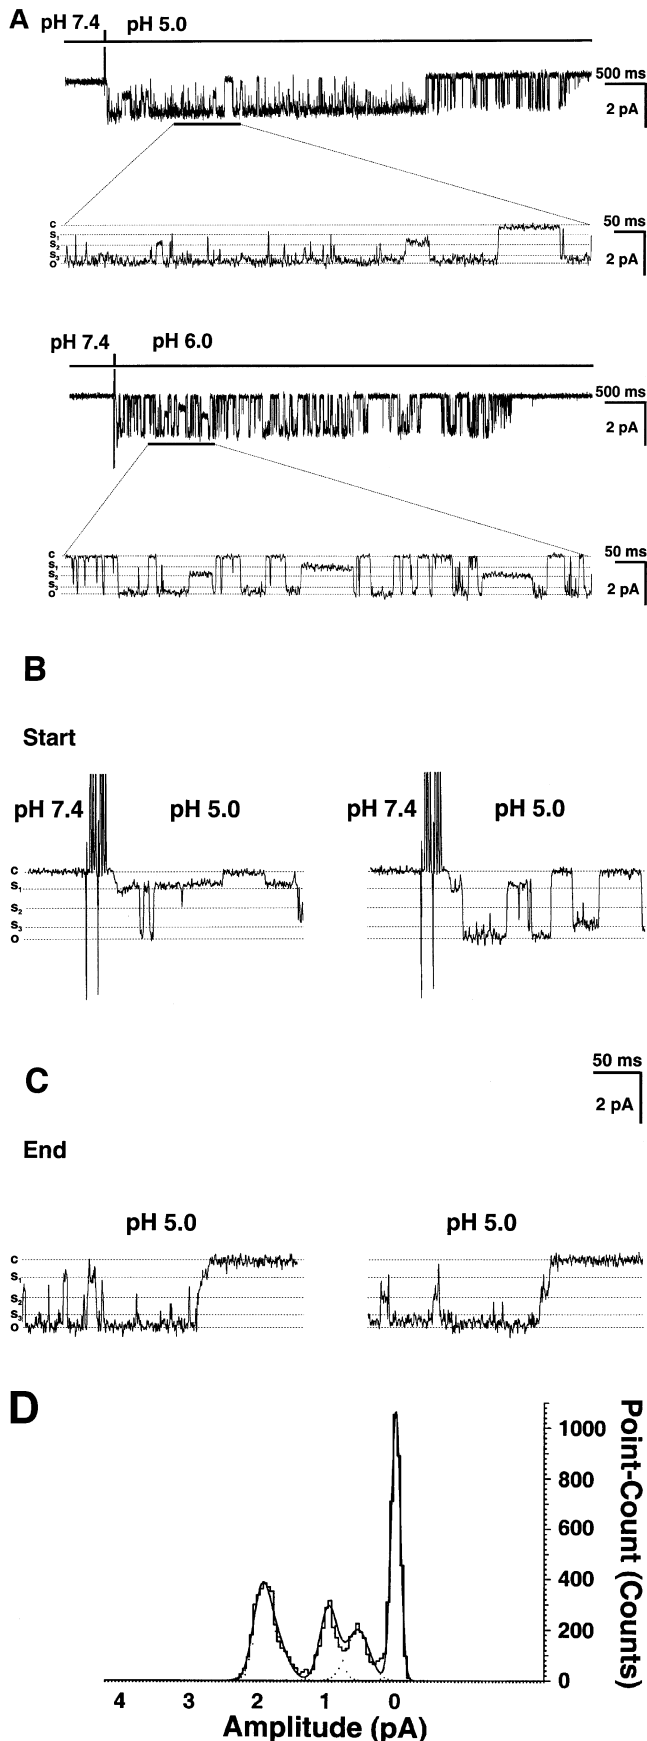 A
pH 7.4 pH 5.0
500 ms
2 pA
c
s1
s2
s3
o
50 ms
2 pA
pH 7.4 pH 6.0
500 ms
2 pA
c
s1
s2
s3
o
50 ms
2 pA
B
Start
pH 7.4 pH 5.0 pH 7.4 pH 5.0
c
s1
s2
s3
o
C
50 ms
2 pA
End
pH 5.0 pH 5.0
c
s1
s2
s3
o
D
1000
800
600
400
200
0
Point-Count (Counts)
4 3 2 1 0
Amplitude (pA)